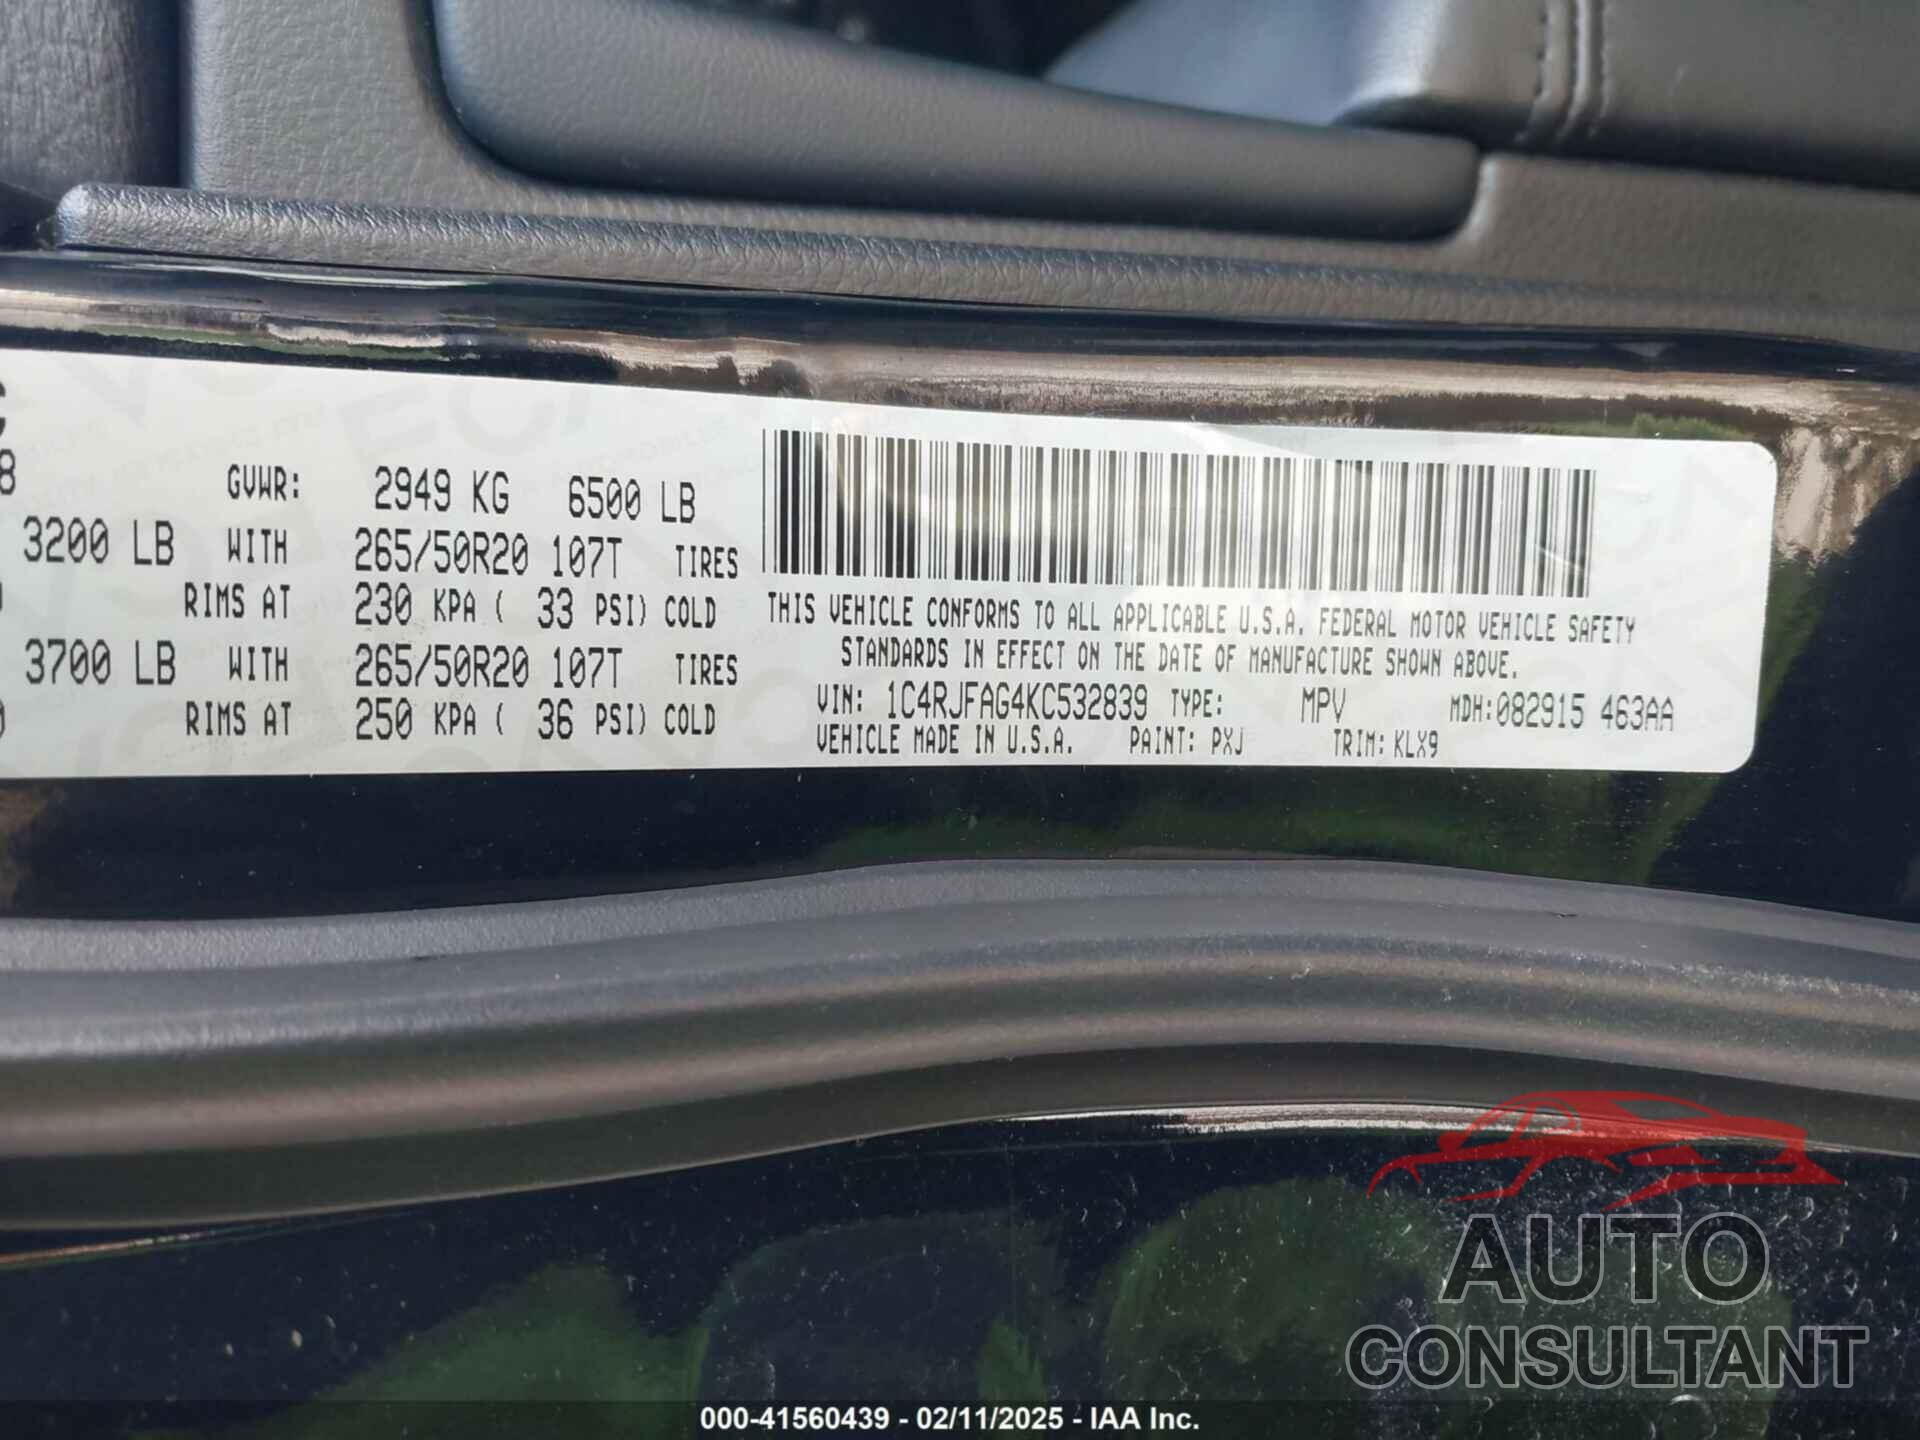 8
GVWR: 2949 KG 6500 LB
3200 LB WITH 265/50R20 107T TIRES
RIMS AT 230 KPA ( 33 PSI) COLD
3700 LB WITH 265/50R20 107T TIRES
RIMS AT 250 KPA ( 36 PSI) COLD
THIS VEHICLE CONFORMS TO ALL APPLICABLE U.S.A. FEDERAL MOTOR VEHICLE SAFETY
STANDARDS IN EFFECT ON THE DATE OF MANUFACTURE SHOWN ABOVE.
VIN: 1C4RJFAG4KC532839 TYPE: MPV MDH:082915 463AA
VEHICLE MADE IN U.S.A. PAINT: PXJ TRIM: KLX9
AUTO
CONSULTANT
000-41560439 - 02/11/2025 - IAA Inc.